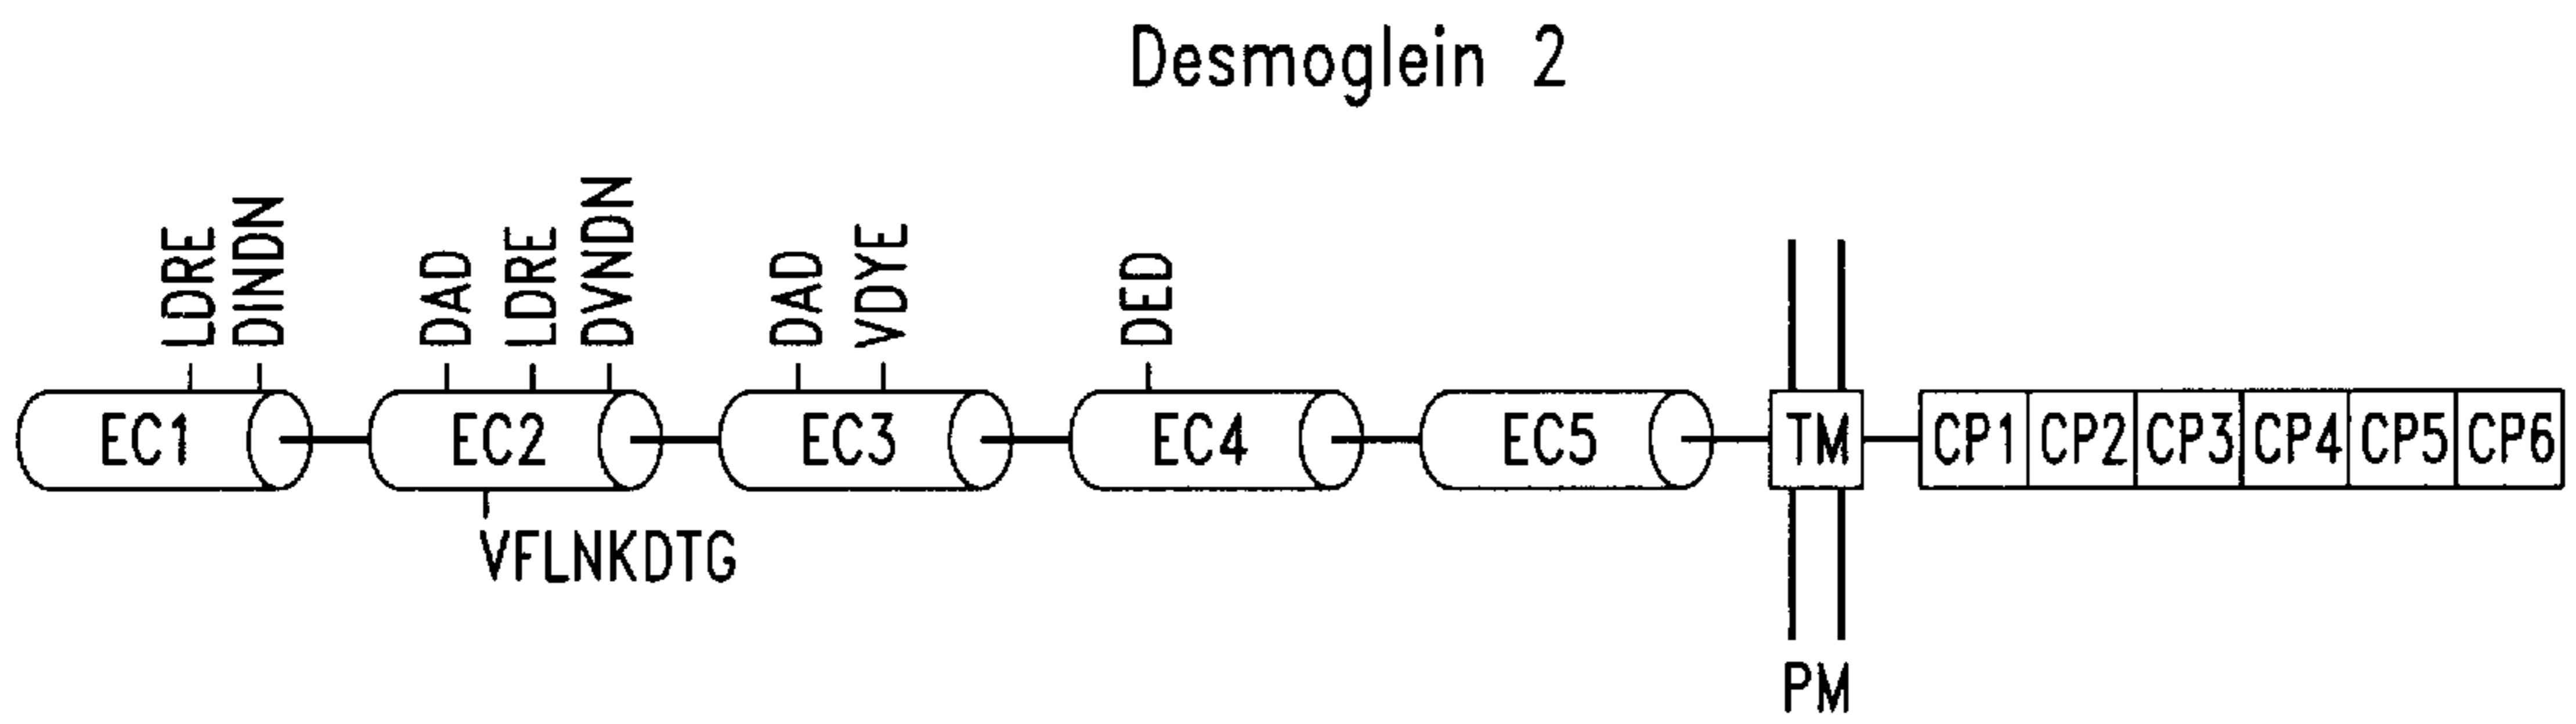 Desmoglein 2
LDRE
DINDN
DAD
LDRE
DVNDN
DAD
VDYE
DED
EC1
EC2
EC3
EC4
EC5
TM
CP1
CP2
CP3
CP4
CP5
CP6
VFLNKDTG
PM